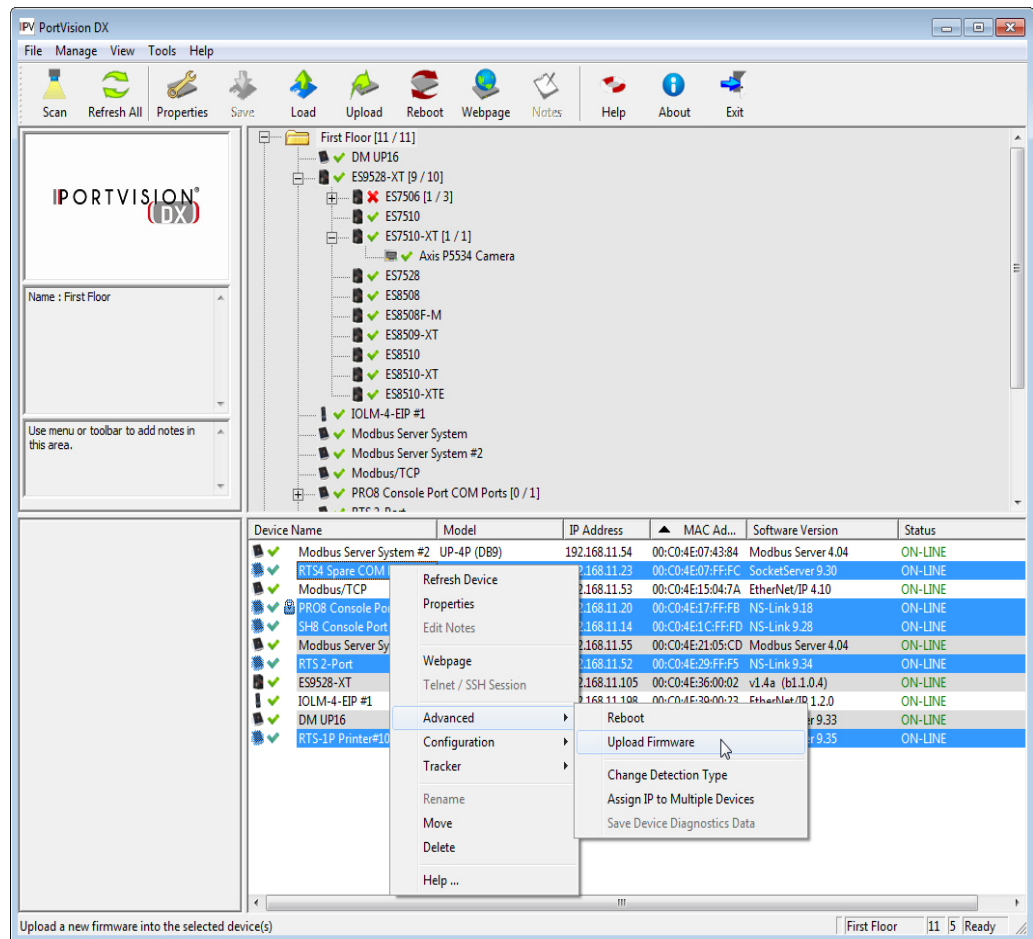 IPV PortVision DX
File Manage View Tools Help
Scan Refresh All Properties Save Load Upload Reboot Webpage Notes Help About Exit
PORTVISION®
DX
Name : First Floor
Use menu or toolbar to add notes in
this area.
First Floor [11 / 11]
DM UP16
ES9528-XT [9 / 10]
ES7506 [1 / 3]
ES7510
ES7510-XT [1 / 1]
Axis P5534 Camera
ES7528
ES8508
ES8508F-M
ES8509-XT
ES8510
ES8510-XT
ES8510-XTE
IOLM-4-EIP #1
Modbus Server System
Modbus Server System #2
Modbus/TCP
PRO8 Console Port COM Ports [0 / 1]
RTS 2-Port
Device Name Model IP Address MAC Ad... Software Version Status
Modbus Server System #2 UP-4P (DB9) 192.168.11.54 00:C0:4E:07:43:84 Modbus Server 4.04 ON-LINE
RTS4 Spare COM 2.168.11.23 00:C0:4E:07:FF:FC SocketServer 9.30 ON-LINE
Modbus/TCP 2.168.11.53 00:C0:4E:15:04:7A EtherNet/IP 4.10 ON-LINE
PRO8 Console Po 2.168.11.20 00:C0:4E:17:FF:FB NS-Link 9.18 ON-LINE
SH8 Console Port 2.168.11.14 00:C0:4E:1C:FF:FD NS-Link 9.28 ON-LINE
Modbus Server Sy 2.168.11.55 00:C0:4E:21:05:CD Modbus Server 4.04 ON-LINE
RTS 2-Port 2.168.11.52 00:C0:4E:29:FF:F5 NS-Link 9.34 ON-LINE
ES9528-XT 2.168.11.105 00:C0:4E:36:00:02 v1.4a (b1.1.0.4) ON-LINE
IOLM-4-EIP #1 2.168.11.198 00:C0:4E:39:00:23 EtherNet/IP 1.2.0 ON-LINE
DM UP16 er 9.33 ON-LINE
RTS-1P Printer#10 er 9.35 ON-LINE
Refresh Device
Properties
Edit Notes
Webpage
Telnet / SSH Session
Advanced
Configuration
Tracker
Rename
Move
Delete
Help ...
Reboot
Upload Firmware
Change Detection Type
Assign IP to Multiple Devices
Save Device Diagnostics Data
Upload a new firmware into the selected device(s) First Floor 11 5 Ready